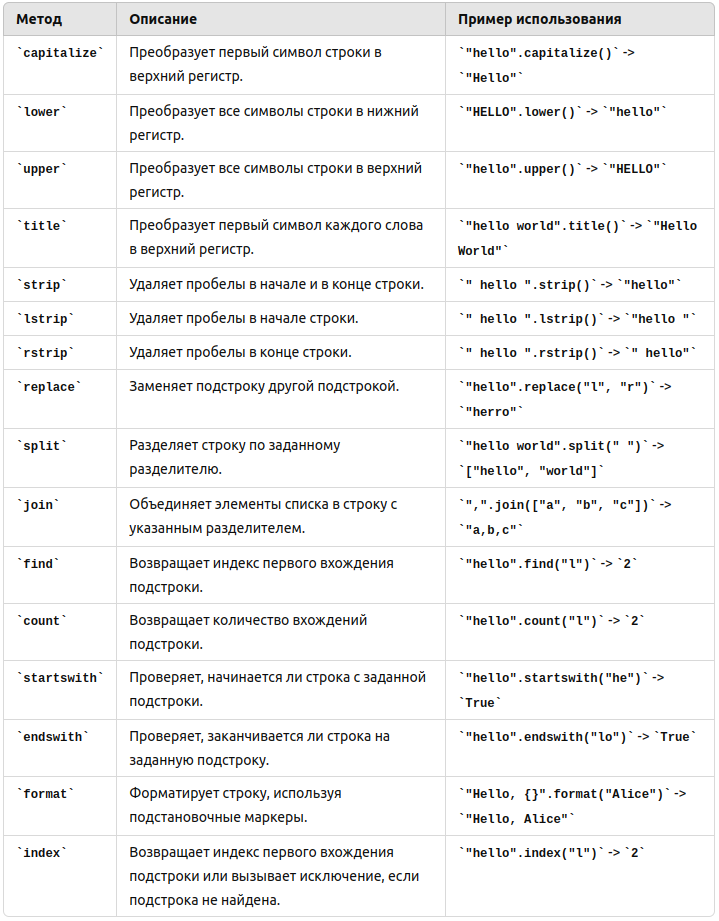 Метод Описание Пример использования
`capitalize` Преобразует первый символ строки в `"hello".capitalize()` ->
верхний регистр. `"Hello"`
`lower` Преобразует все символы строки в нижний `"HELLO".lower()` -> `"hello"`
регистр.
`upper` Преобразует все символы строки в верхний `"hello".upper()` -> `"HELLO"`
регистр.
`title` Преобразует первый символ каждого слова `"hello world".title()` -> `"Hello
в верхний регистр. World"`
`strip` Удаляет пробелы в начале и в конце строки. `" hello ".strip()` -> `"hello"`
`lstrip` Удаляет пробелы в начале строки. `" hello ".lstrip()` -> `"hello "`
`rstrip` Удаляет пробелы в конце строки. `" hello ".rstrip()` -> `" hello"`
`replace` Заменяет подстроку другой подстрокой. `"hello".replace("l", "r")` ->
`"herro"`
`split` Разделяет строку по заданному `"hello world".split(" ")` ->
разделителю. `["hello", "world"]`
`join` Объединяет элементы списка в строку с `",".join(["a", "b", "c"])` ->
указанным разделителем. `"a,b,c"`
`find` Возвращает индекс первого вхождения `"hello".find("l")` -> `2`
подстроки.
`count` Возвращает количество вхождений `"hello".count("l")` -> `2`
подстроки.
`startswith` Проверяет, начинается ли строка с заданной `"hello".startswith("he")` ->
подстроки. `True`
`endswith` Проверяет, заканчивается ли строка на `"hello".endswith("lo")` -> `True`
заданную подстроку.
`format` Форматирует строку, используя `"Hello, {}".format("Alice")` ->
подстановочные маркеры. `"Hello, Alice"`
`index` Возвращает индекс первого вхождения `"hello".index("l")` -> `2`
подстроки или вызывает исключение, если
подстрока не найдена.